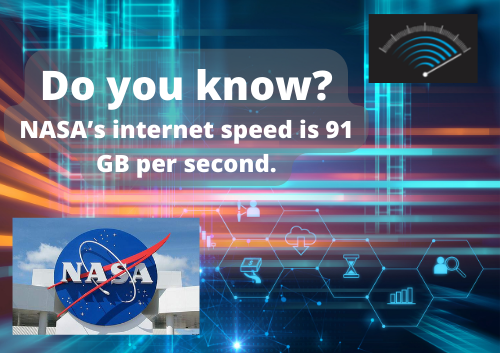 Do you know?
NASA's internet speed is 91
GB per second.
NASA